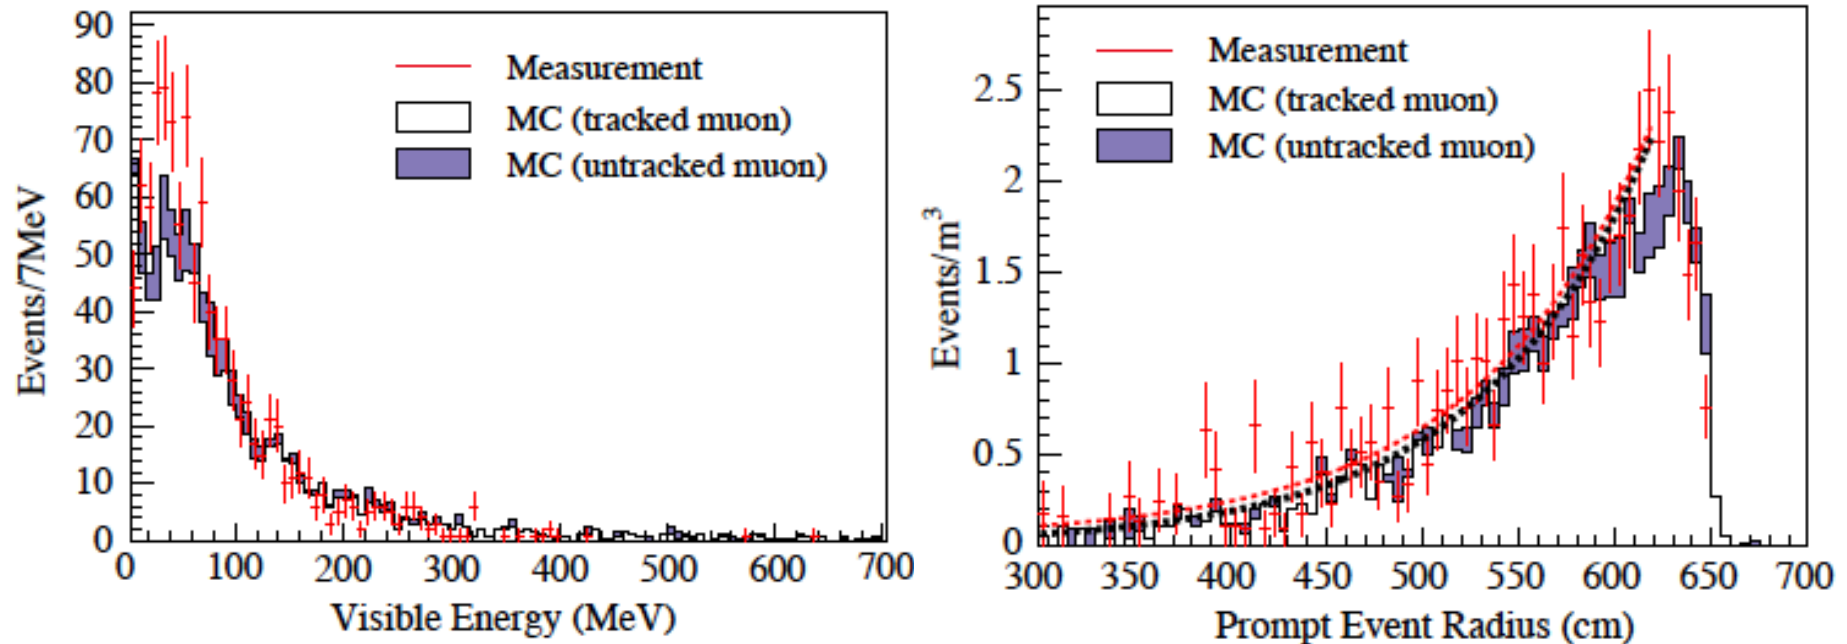 90
80
70
60
50
40
30
20
10
0
Events/7MeV
Measurement
MC (tracked muon)
MC (untracked muon)
0 100 200 300 400 500 600 700
Visible Energy (MeV)
2.5
2
1.5
1
0.5
0
Events/m³
Measurement
MC (tracked muon)
MC (untracked muon)
300 350 400 450 500 550 600 650 700
Prompt Event Radius (cm)